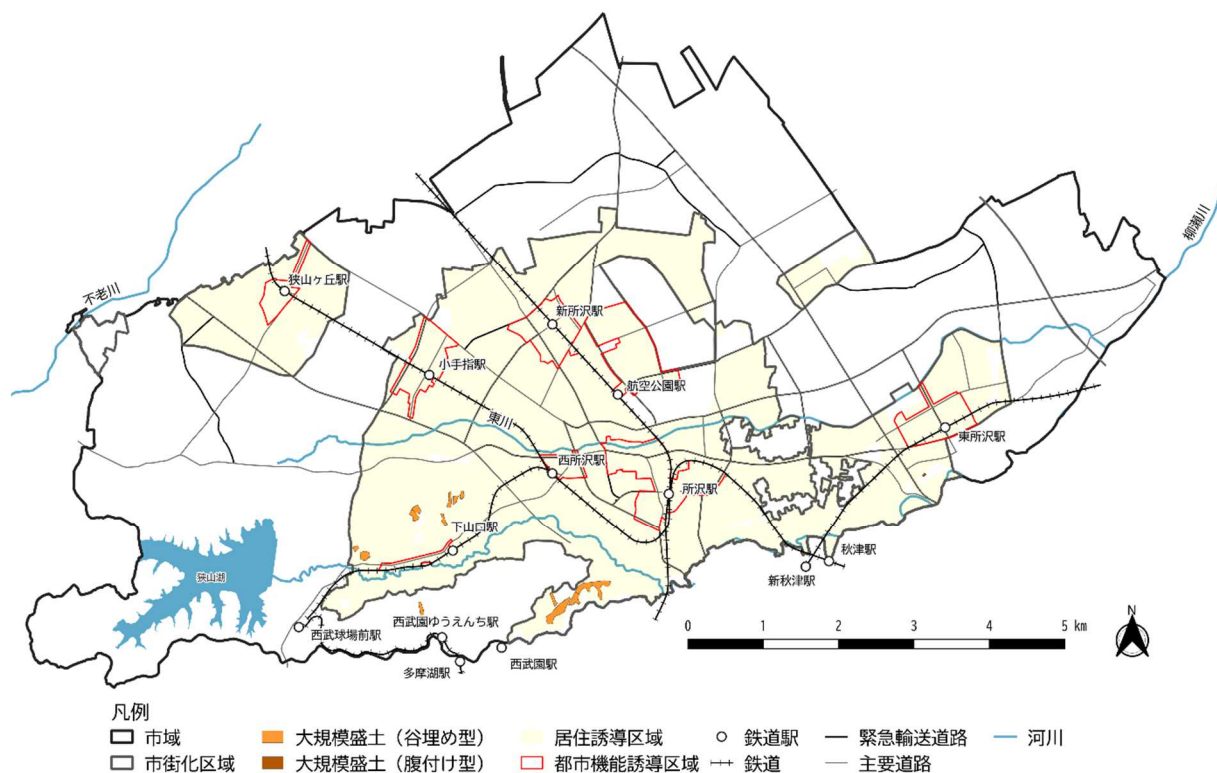 柳瀬川
不老川
狭山ヶ丘駅
新所沢駅
小手指駅
航空公園駅
東川
東所沢駅
西所沢駅
所沢駅
下山口駅
秋津駅
新秋津駅
狭山湖
西武園ゆうえんち駅
西武球場前駅
西武園駅
多摩湖駅
N
0 1 2 3 4 5 km
凡例
市域 大規模盛土（谷埋め型） 居住誘導区域 鉄道駅 緊急輸送道路 河川
市街化区域 大規模盛土（腹付け型） 都市機能誘導区域 鉄道 主要道路